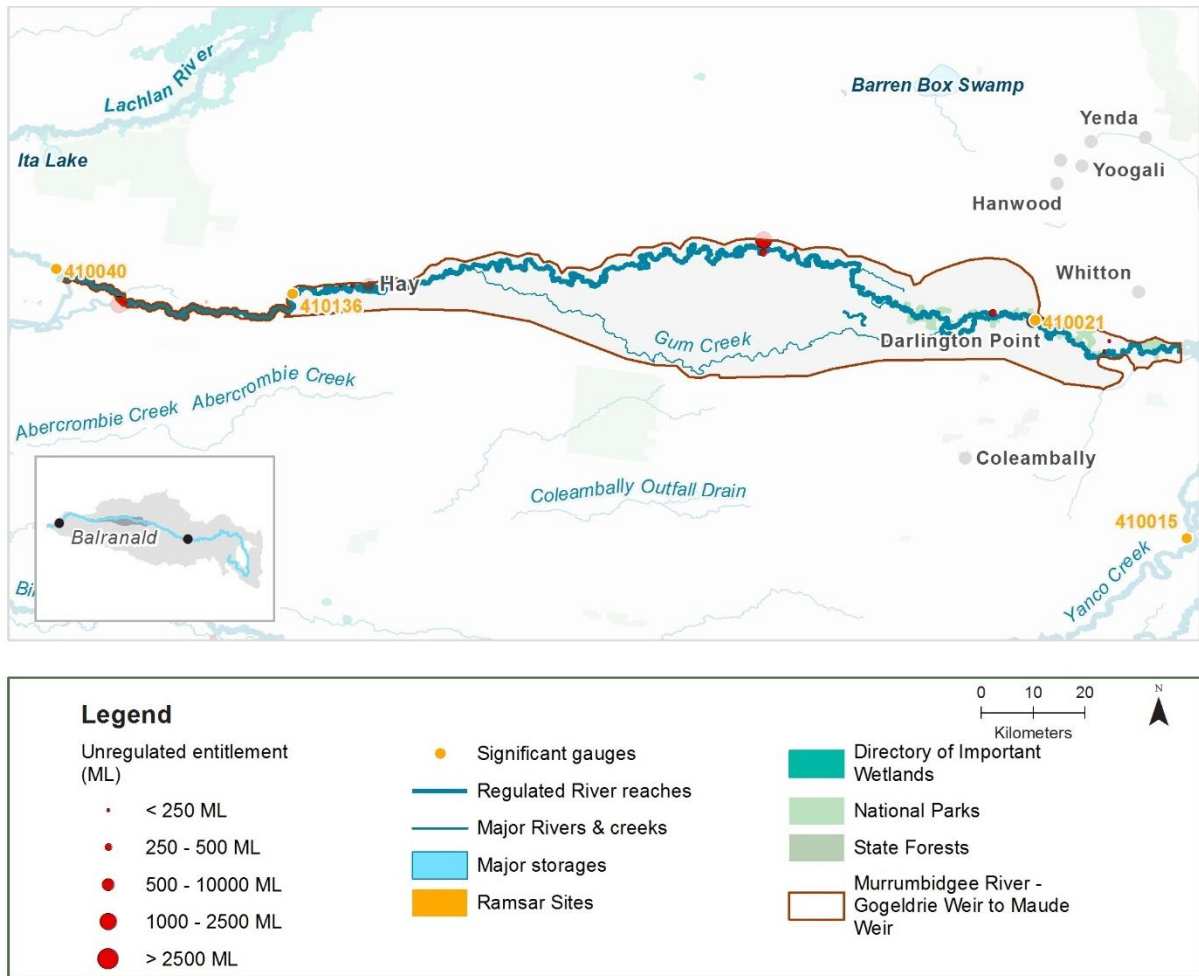 Lachlan River
Barren Box Swamp
Yenda
Ita Lake
Yoogali
Hanwood
410040
Whitton
Hay
410136
410021
Gum Creek
Darlington Point
Abercrombie Creek
Abercrombie Creek
Coleambally
Coleambally Outfall Drain
Balranald
410015
Yanco Creek
Legend
0 10 20
Kilometers
N
Unregulated entitlement
(ML)
< 250 ML
250 - 500 ML
500 - 10000 ML
1000 - 2500 ML
> 2500 ML
Significant gauges
Regulated River reaches
Major Rivers & creeks
Major storages
Ramsar Sites
Directory of Important
Wetlands
National Parks
State Forests
Murrumbidgee River -
Gogeldrie Weir to Maude
Weir